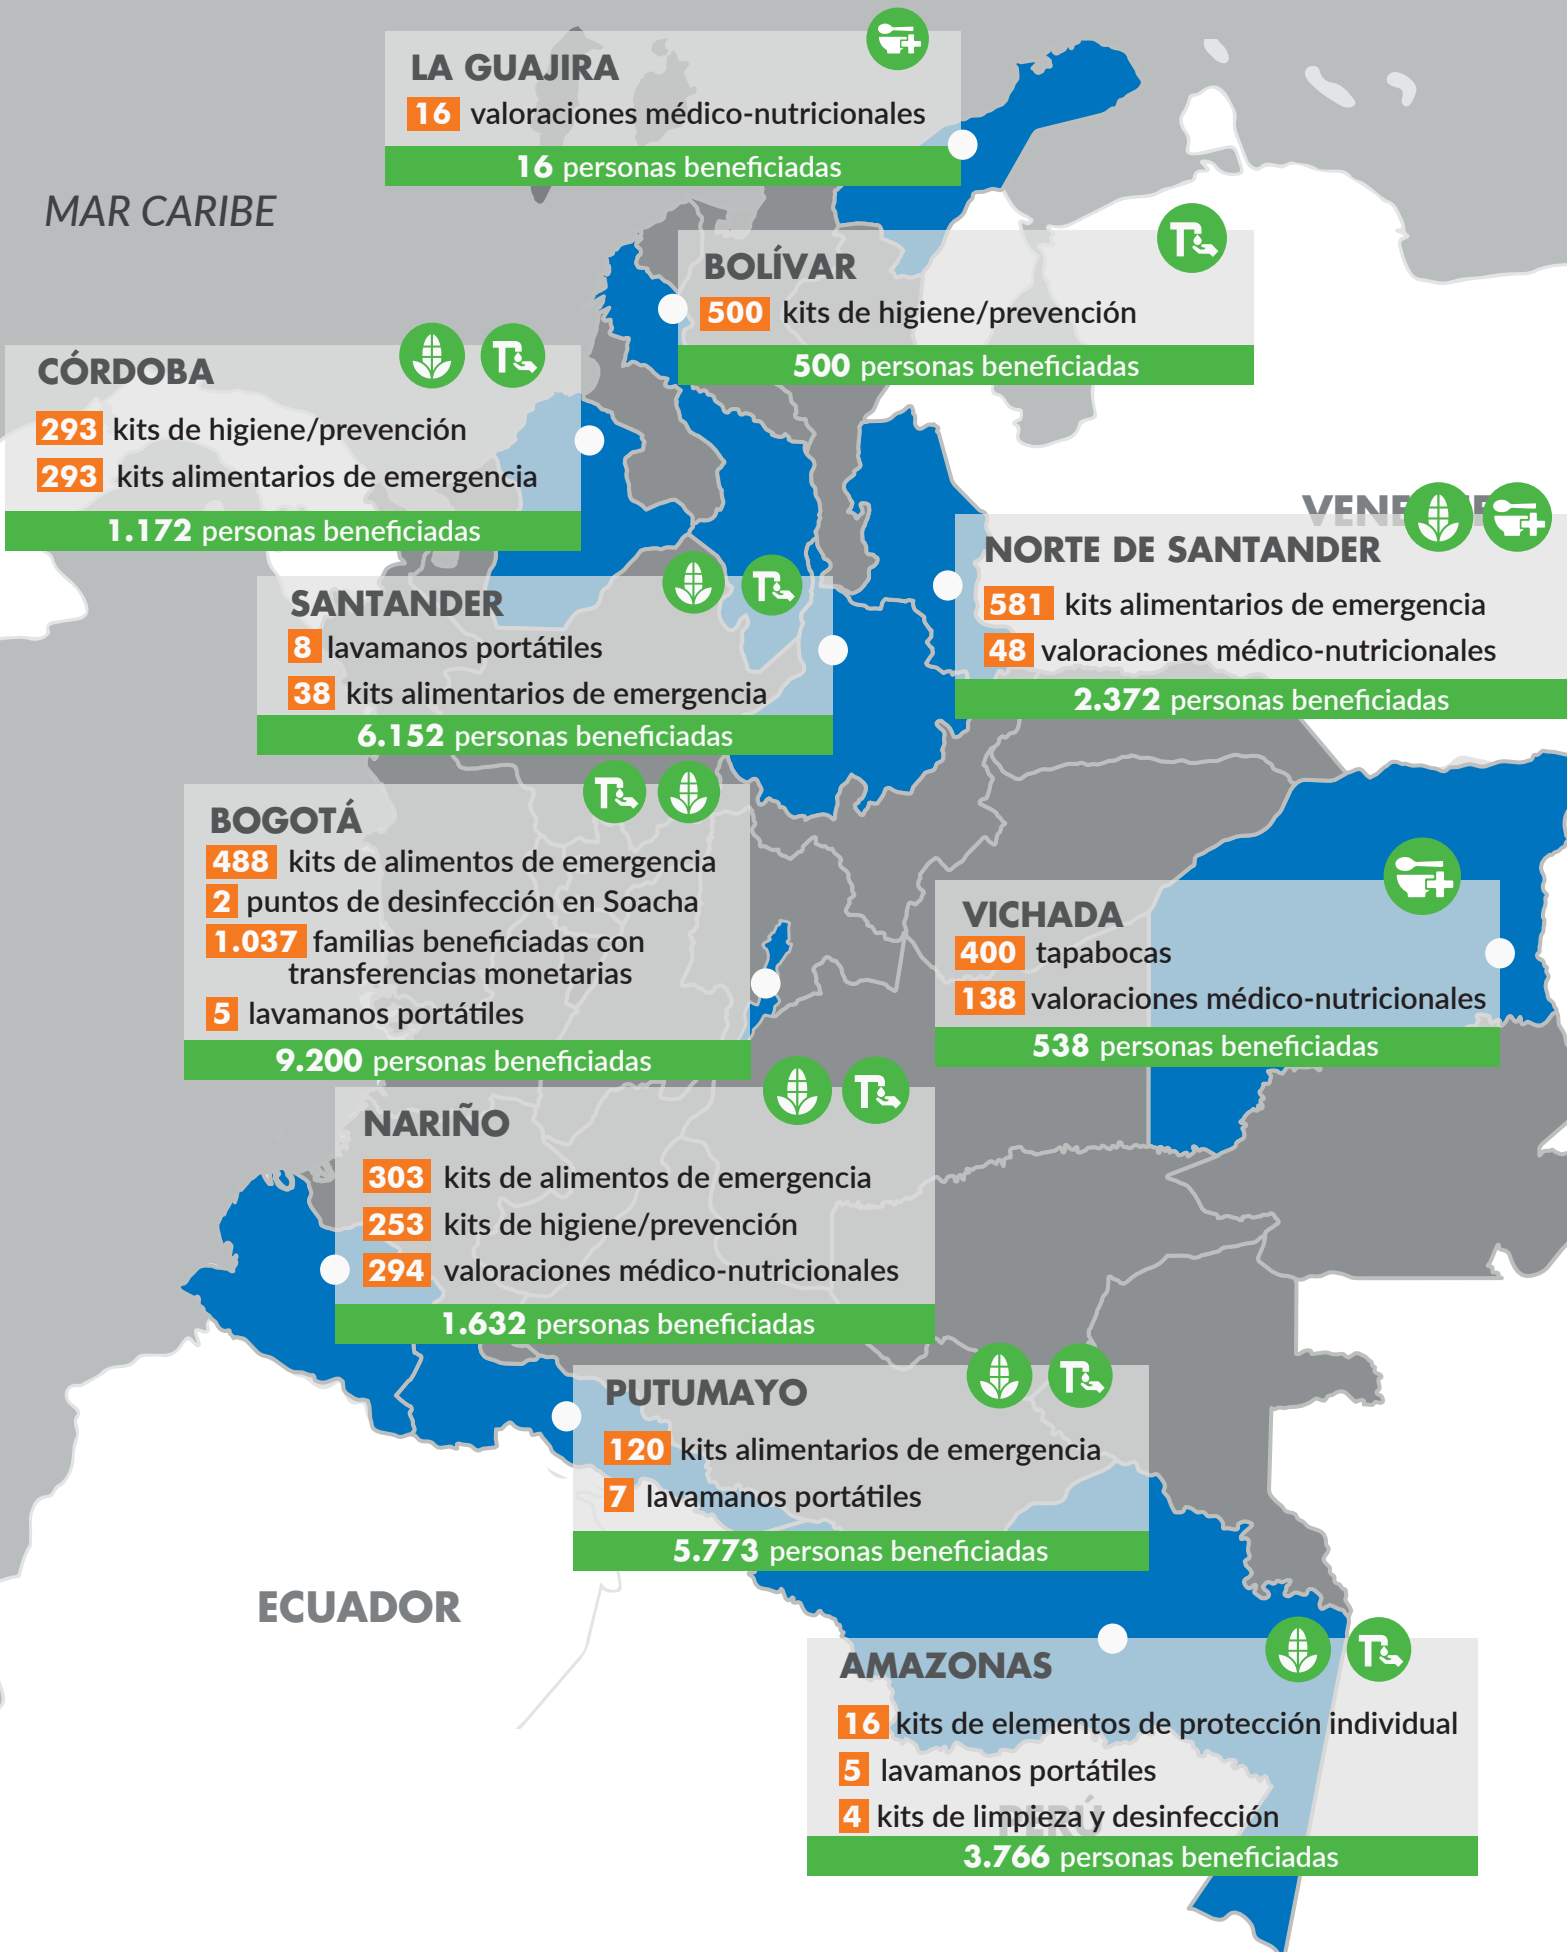 LA GUAJIRA
16 valoraciones médico-nutricionales
16 personas beneficiadas
MAR CARIBE
BOLÍVAR
500 kits de higiene/prevención
500 personas beneficiadas
CÓRDOBA
293 kits de higiene/prevención
293 kits alimentarios de emergencia
1.172 personas beneficiadas
NORTE DE SANTANDER
581 kits alimentarios de emergencia
48 valoraciones médico-nutricionales
2.372 personas beneficiadas
SANTANDER
8 lavamanos portátiles
38 kits alimentarios de emergencia
6.152 personas beneficiadas
BOGOTÁ
488 kits de alimentos de emergencia
2 puntos de desinfección en Soacha
1.037 familias beneficiadas con
transferencias monetarias
5 lavamanos portátiles
9.200 personas beneficiadas
VICHADA
400 tapabocas
138 valoraciones médico-nutricionales
538 personas beneficiadas
NARIÑO
303 kits de alimentos de emergencia
253 kits de higiene/prevención
294 valoraciones médico-nutricionales
1.632 personas beneficiadas
PUTUMAYO
120 kits alimentarios de emergencia
7 lavamanos portátiles
5.773 personas beneficiadas
ECUADOR
AMAZONAS
16 kits de elementos de protección individual
5 lavamanos portátiles
PERÚ
4 kits de limpieza y desinfección
3.766 personas beneficiadas